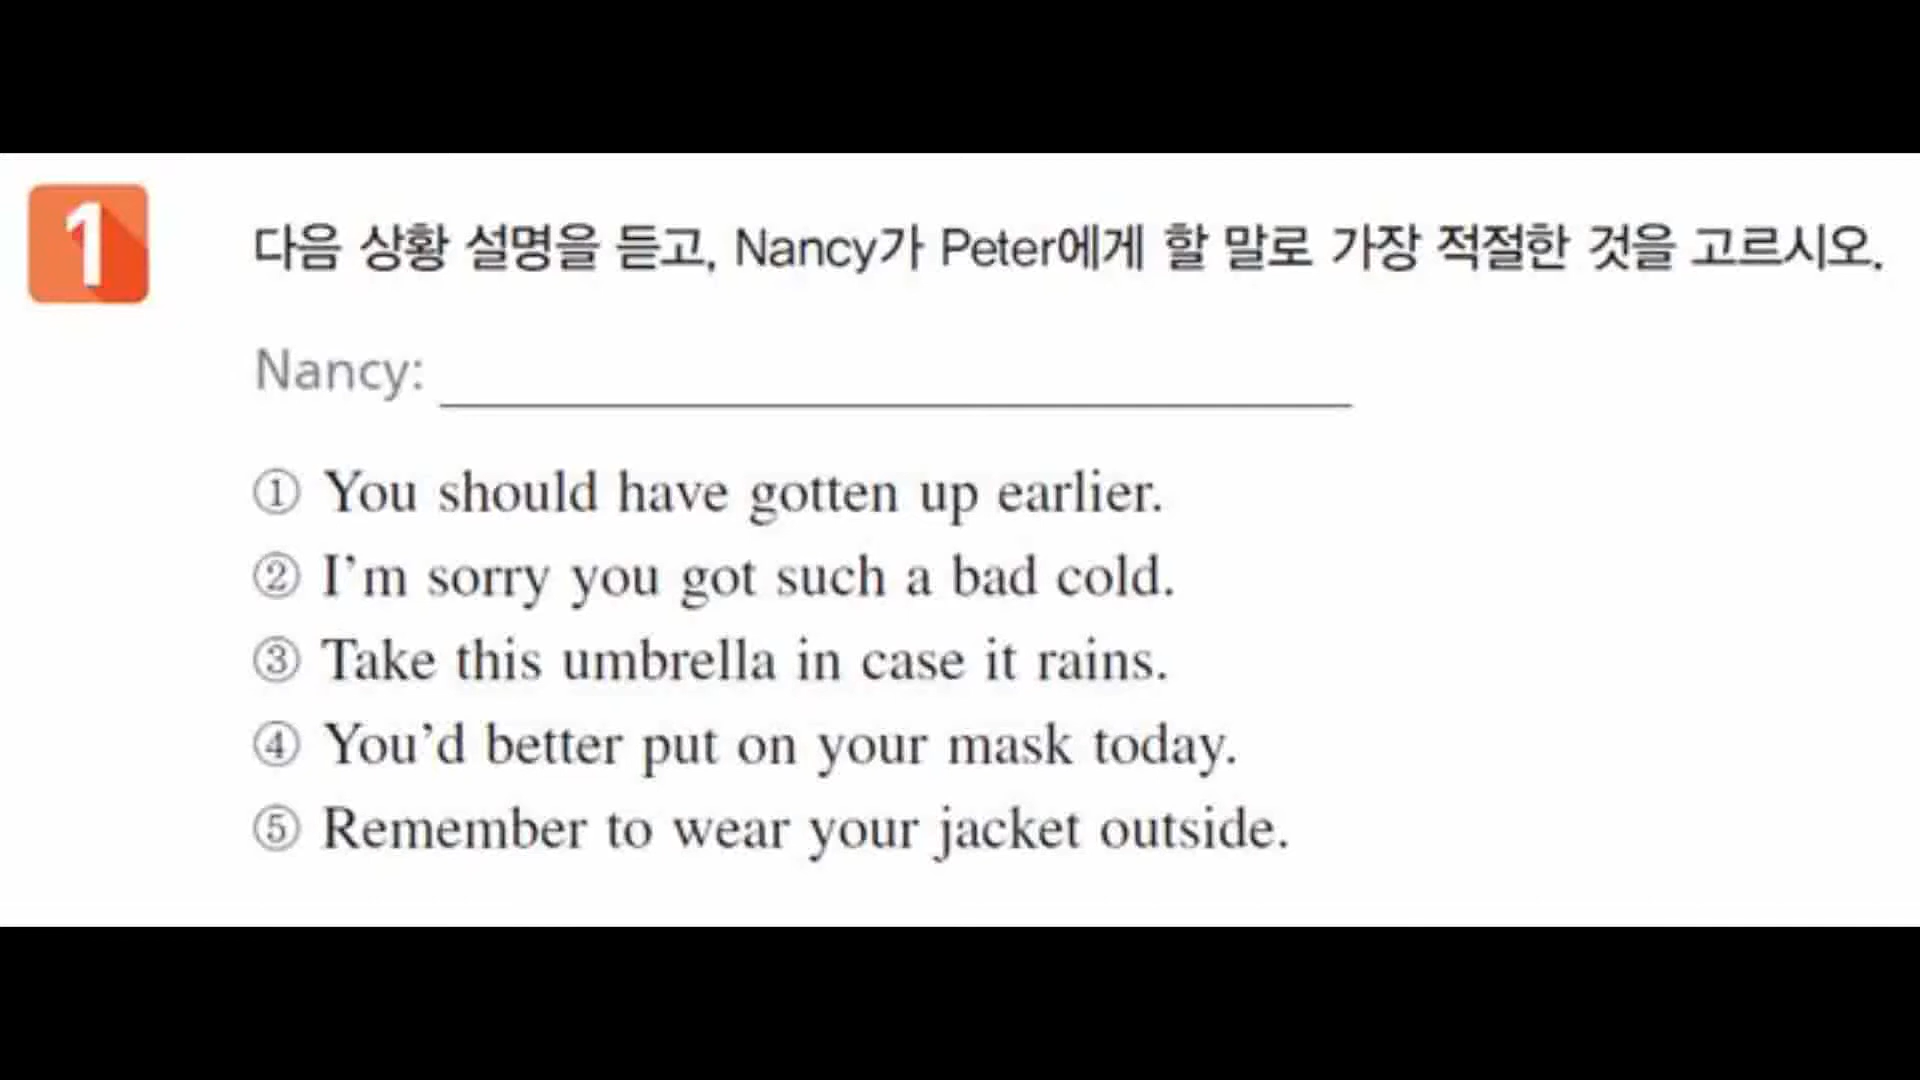 1
다음 상황 설명을 듣고, Nancy가 Peter에게 할 말로 가장 적절한 것을 고르시오.
Nancy:
① You should have gotten up earlier.
② I'm sorry you got such a bad cold.
③ Take this umbrella in case it rains.
④ You'd better put on your mask today.
⑤ Remember to wear your jacket outside.